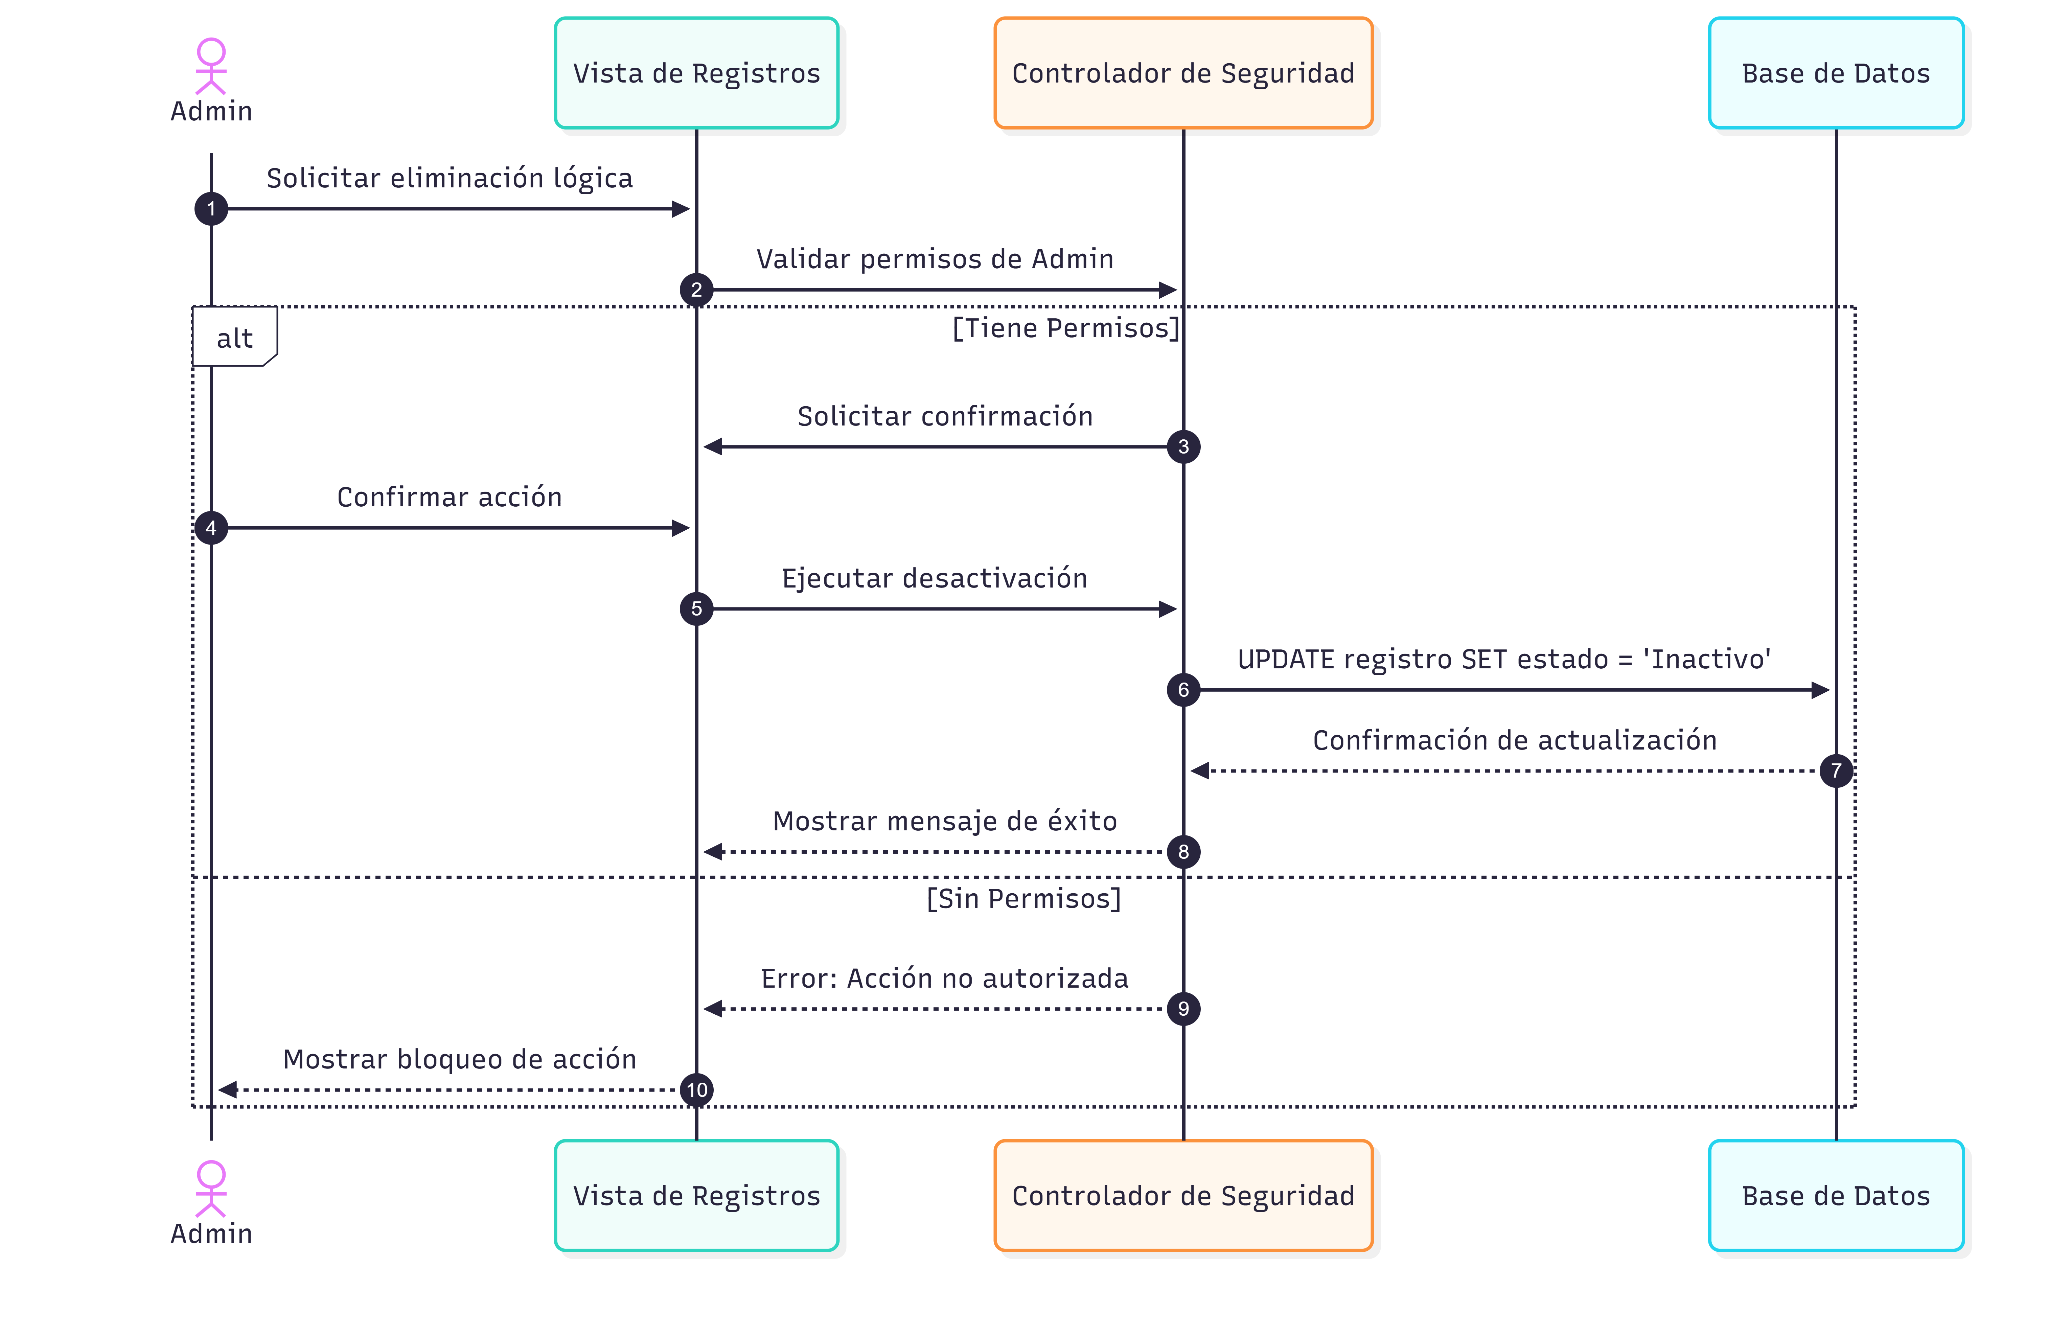 Admin
Vista de Registros
Controlador de Seguridad
Base de Datos
Solicitar eliminación lógica
1
Validar permisos de Admin
2
alt
[Tiene Permisos]
Solicitar confirmación
3
Confirmar acción
4
Ejecutar desactivación
5
UPDATE registro SET estado = 'Inactivo'
6
Confirmación de actualización
7
Mostrar mensaje de éxito
8
[Sin Permisos]
Error: Acción no autorizada
9
Mostrar bloqueo de acción
10
Admin
Vista de Registros
Controlador de Seguridad
Base de Datos